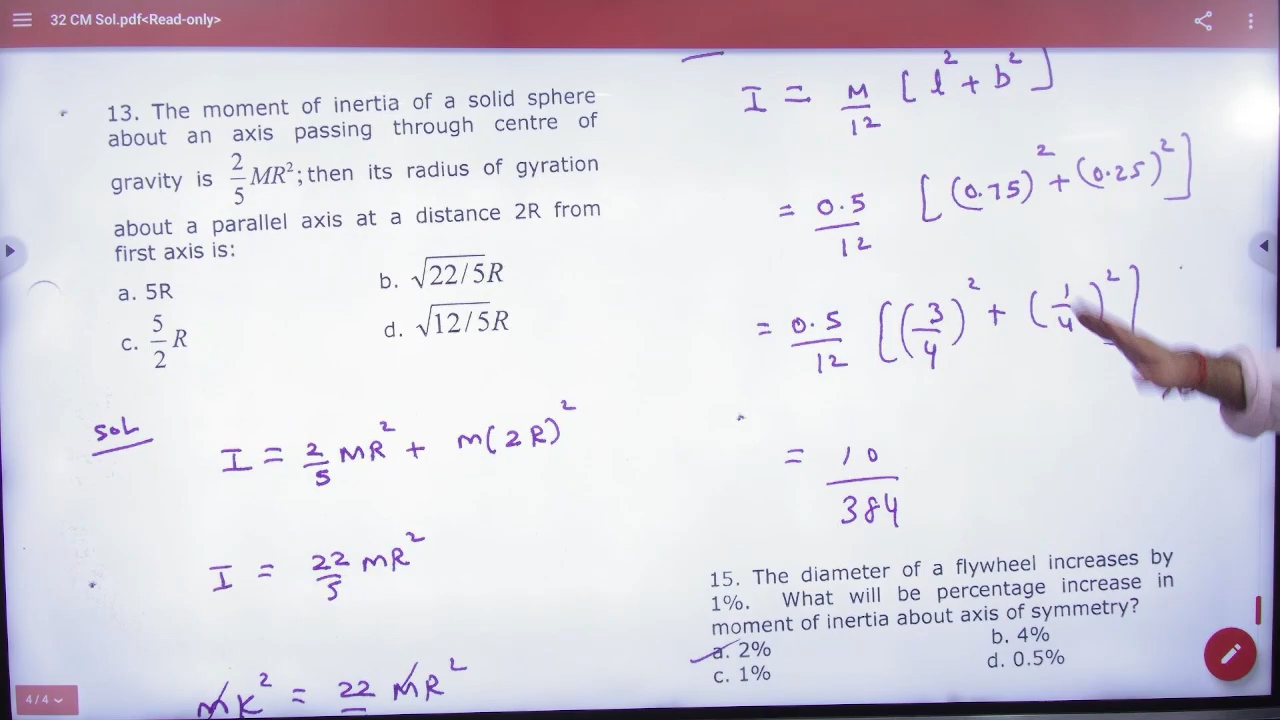 32 CM Sol.pdf<Read-only>
13. The moment of inertia of a solid sphere
about an axis passing through centre of
gravity is 2/5 MR²; then its radius of gyration
about a parallel axis at a distance 2R from
first axis is:
a. 5R b. √22/5R
c. 5/2 R d. √12/5R
Sol
I = 2/5 MR² + m(2R)²
I = 22/5 mR²
mK² = 22 mR²
I = M/12 [l² + b²]
= 0.5/12 [(0.75)² + (0.25)²]
= 0.5/12 [(3/4)² + (1/4)²]
= 10/384
15. The diameter of a flywheel increases by
1%. What will be percentage increase in
moment of inertia about axis of symmetry?
a. 2% b. 4%
c. 1% d. 0.5%
4/4